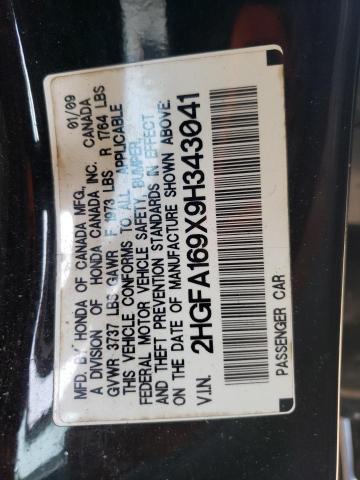 MFD. BY HONDA OF CANADA MFG. 01/09
A DIVISION OF HONDA CANADA INC. CANADA
GVWR 3737 LBS GAWR F 1973 LBS R 1764 LBS
THIS VEHICLE CONFORMS TO ALL APPLICABLE
FEDERAL MOTOR VEHICLE SAFETY, BUMPER,
AND THEFT PREVENTION STANDARDS IN EFFECT
ON THE DATE OF MANUFACTURE SHOWN ABOVE.
V.I.N. 2HGFA169X9H343041
PASSENGER CAR